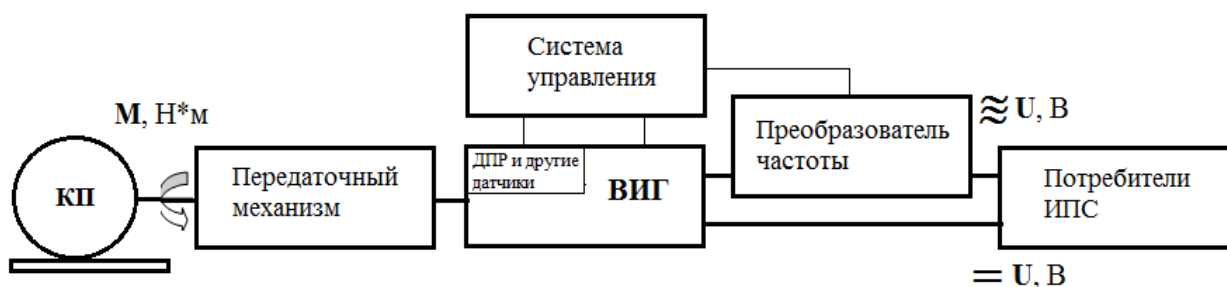 Система
управления
М, Н*м
≋ U, В
Преобразователь
частоты
ДПР и другие
датчики
КП
Передаточный
механизм
ВИГ
Потребители
ИПС
= U, В